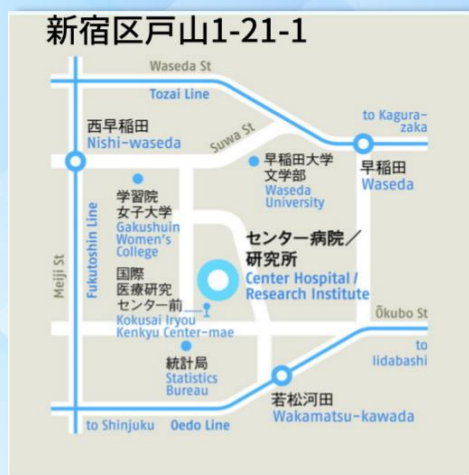 新宿区戸山1-21-1
Waseda St
Tozai Line
to Kagura-
zaka
西早稲田
Nishi-waseda
Suwa St
早稲田大学
文学部
Waseda
University
早稲田
Waseda
学習院
女子大学
Gakushuin
Women's
College
センター病院／
研究所
Center Hospital /
Research Institute
Meiji St
Fukutoshin Line
国際
医療研究
センター前
Kokusai Iryou
Kenkyu Center-mae
Ōkubo St
to
Iidabashi
統計局
Statistics
Bureau
若松河田
Wakamatsu-kawada
to Shinjuku
Oedo Line